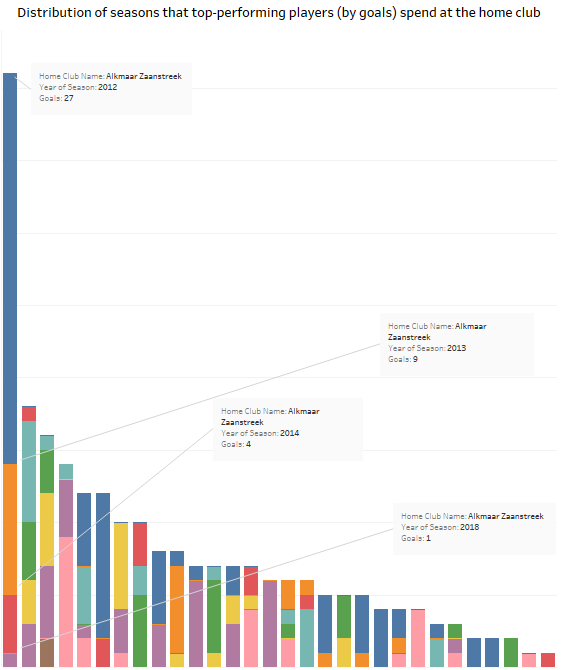 Distribution of seasons that top-performing players (by goals) spend at the home club
Home Club Name: Alkmaar Zaanstreek
Year of Season: 2012
Goals: 27
Home Club Name: Alkmaar
Zaanstreek
Year of Season: 2013
Goals: 9
Home Club Name: Alkmaar
Zaanstreek
Year of Season: 2014
Goals: 4
Home Club Name: Alkmaar Zaanstreek
Year of Season: 2018
Goals: 1